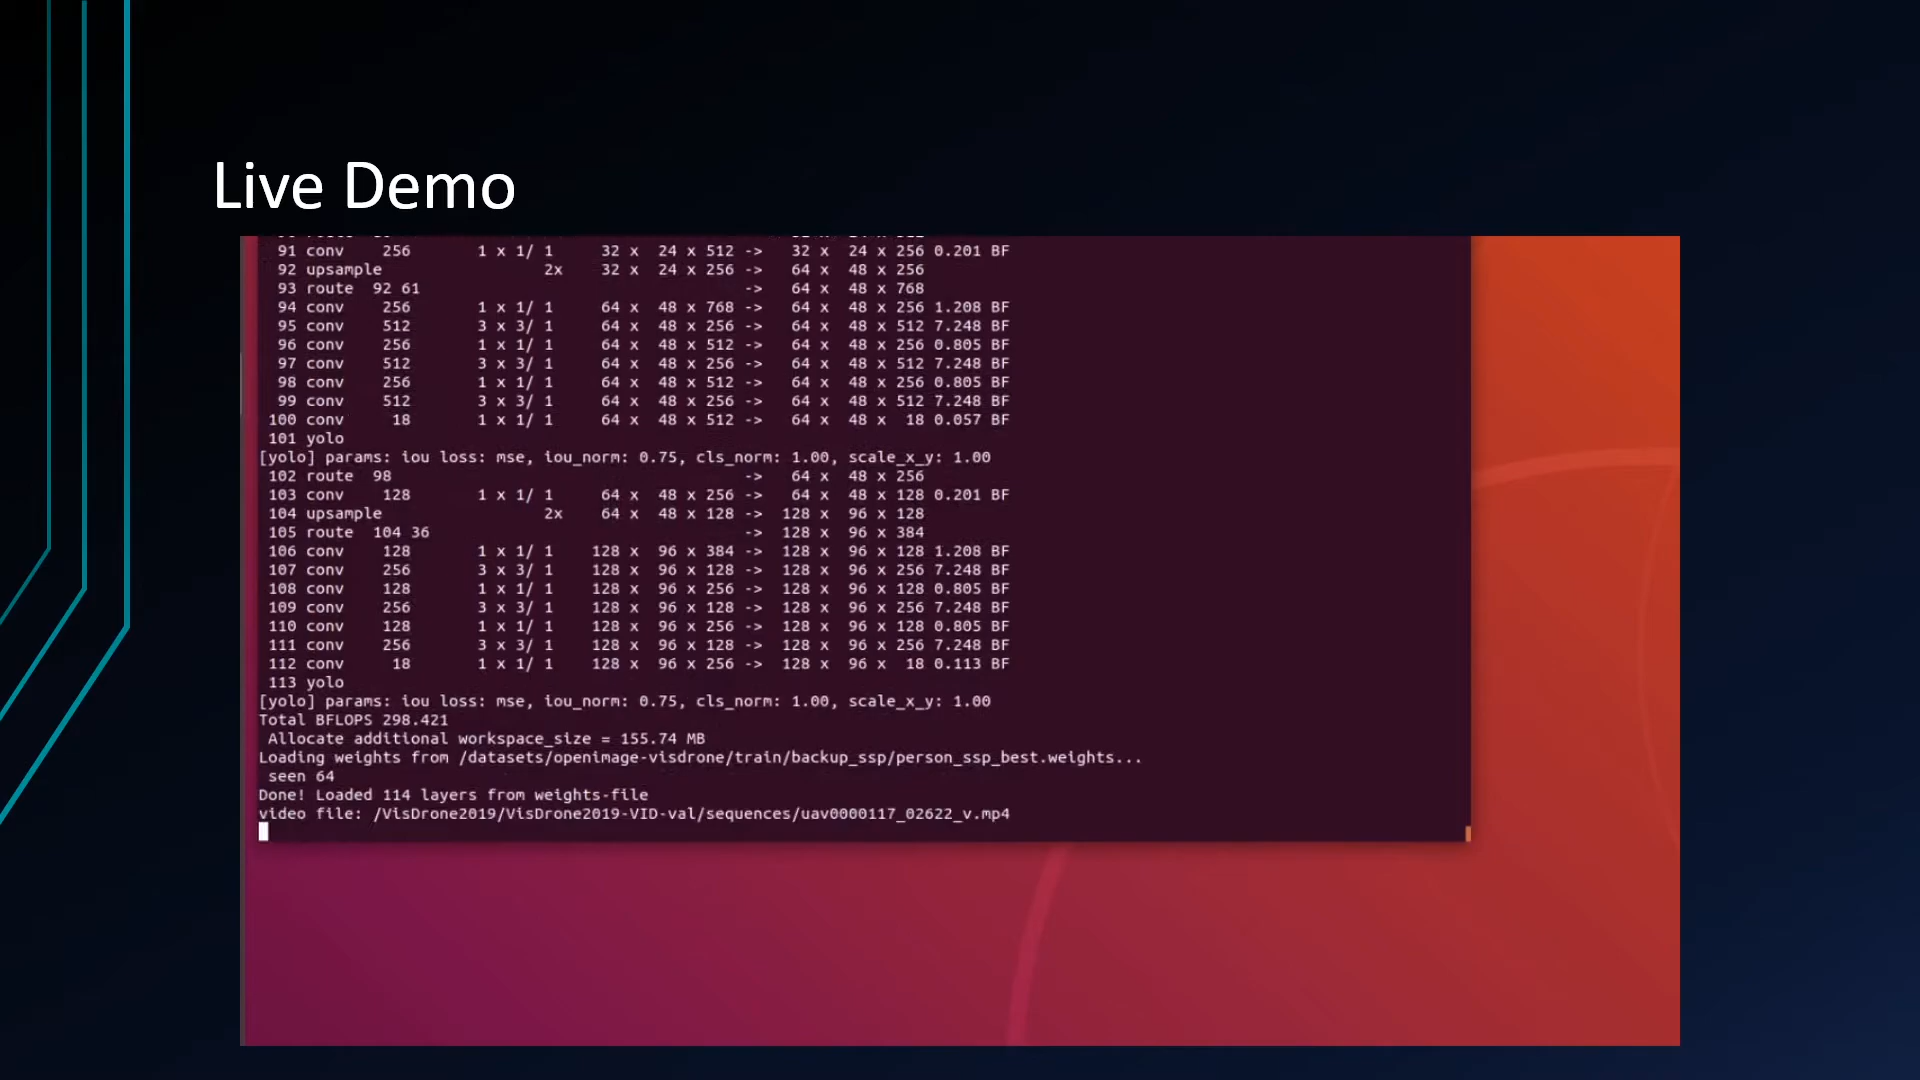 Live Demo
91 conv 256 1 x 1/ 1 32 x 24 x 512 -> 32 x 24 x 256 0.201 BF
92 upsample 2x 32 x 24 x 256 -> 64 x 48 x 256
93 route 92 61 -> 64 x 48 x 768
94 conv 256 1 x 1/ 1 64 x 48 x 768 -> 64 x 48 x 256 1.208 BF
95 conv 512 3 x 3/ 1 64 x 48 x 256 -> 64 x 48 x 512 7.248 BF
96 conv 256 1 x 1/ 1 64 x 48 x 512 -> 64 x 48 x 256 0.805 BF
97 conv 512 3 x 3/ 1 64 x 48 x 256 -> 64 x 48 x 512 7.248 BF
98 conv 256 1 x 1/ 1 64 x 48 x 512 -> 64 x 48 x 256 0.805 BF
99 conv 512 3 x 3/ 1 64 x 48 x 256 -> 64 x 48 x 512 7.248 BF
100 conv 18 1 x 1/ 1 64 x 48 x 512 -> 64 x 48 x 18 0.057 BF
101 yolo
[yolo] params: iou loss: mse, iou_norm: 0.75, cls_norm: 1.00, scale_x_y: 1.00
102 route 98 -> 64 x 48 x 256
103 conv 128 1 x 1/ 1 64 x 48 x 256 -> 64 x 48 x 128 0.201 BF
104 upsample 2x 64 x 48 x 128 -> 128 x 96 x 128
105 route 104 36 -> 128 x 96 x 384
106 conv 128 1 x 1/ 1 128 x 96 x 384 -> 128 x 96 x 128 1.208 BF
107 conv 256 3 x 3/ 1 128 x 96 x 128 -> 128 x 96 x 256 7.248 BF
108 conv 128 1 x 1/ 1 128 x 96 x 256 -> 128 x 96 x 128 0.805 BF
109 conv 256 3 x 3/ 1 128 x 96 x 128 -> 128 x 96 x 256 7.248 BF
110 conv 128 1 x 1/ 1 128 x 96 x 256 -> 128 x 96 x 128 0.805 BF
111 conv 256 3 x 3/ 1 128 x 96 x 128 -> 128 x 96 x 256 7.248 BF
112 conv 18 1 x 1/ 1 128 x 96 x 256 -> 128 x 96 x 18 0.113 BF
113 yolo
[yolo] params: iou loss: mse, iou_norm: 0.75, cls_norm: 1.00, scale_x_y: 1.00
Total BFLOPS 298.421
Allocate additional workspace_size = 155.74 MB
Loading weights from /datasets/openimage-visdrone/train/backup_ssp/person_ssp_best.weights...
seen 64
Done! Loaded 114 layers from weights-file
video file: /VisDrone2019/VisDrone2019-VID-val/sequences/uav0000117_02622_v.mp4